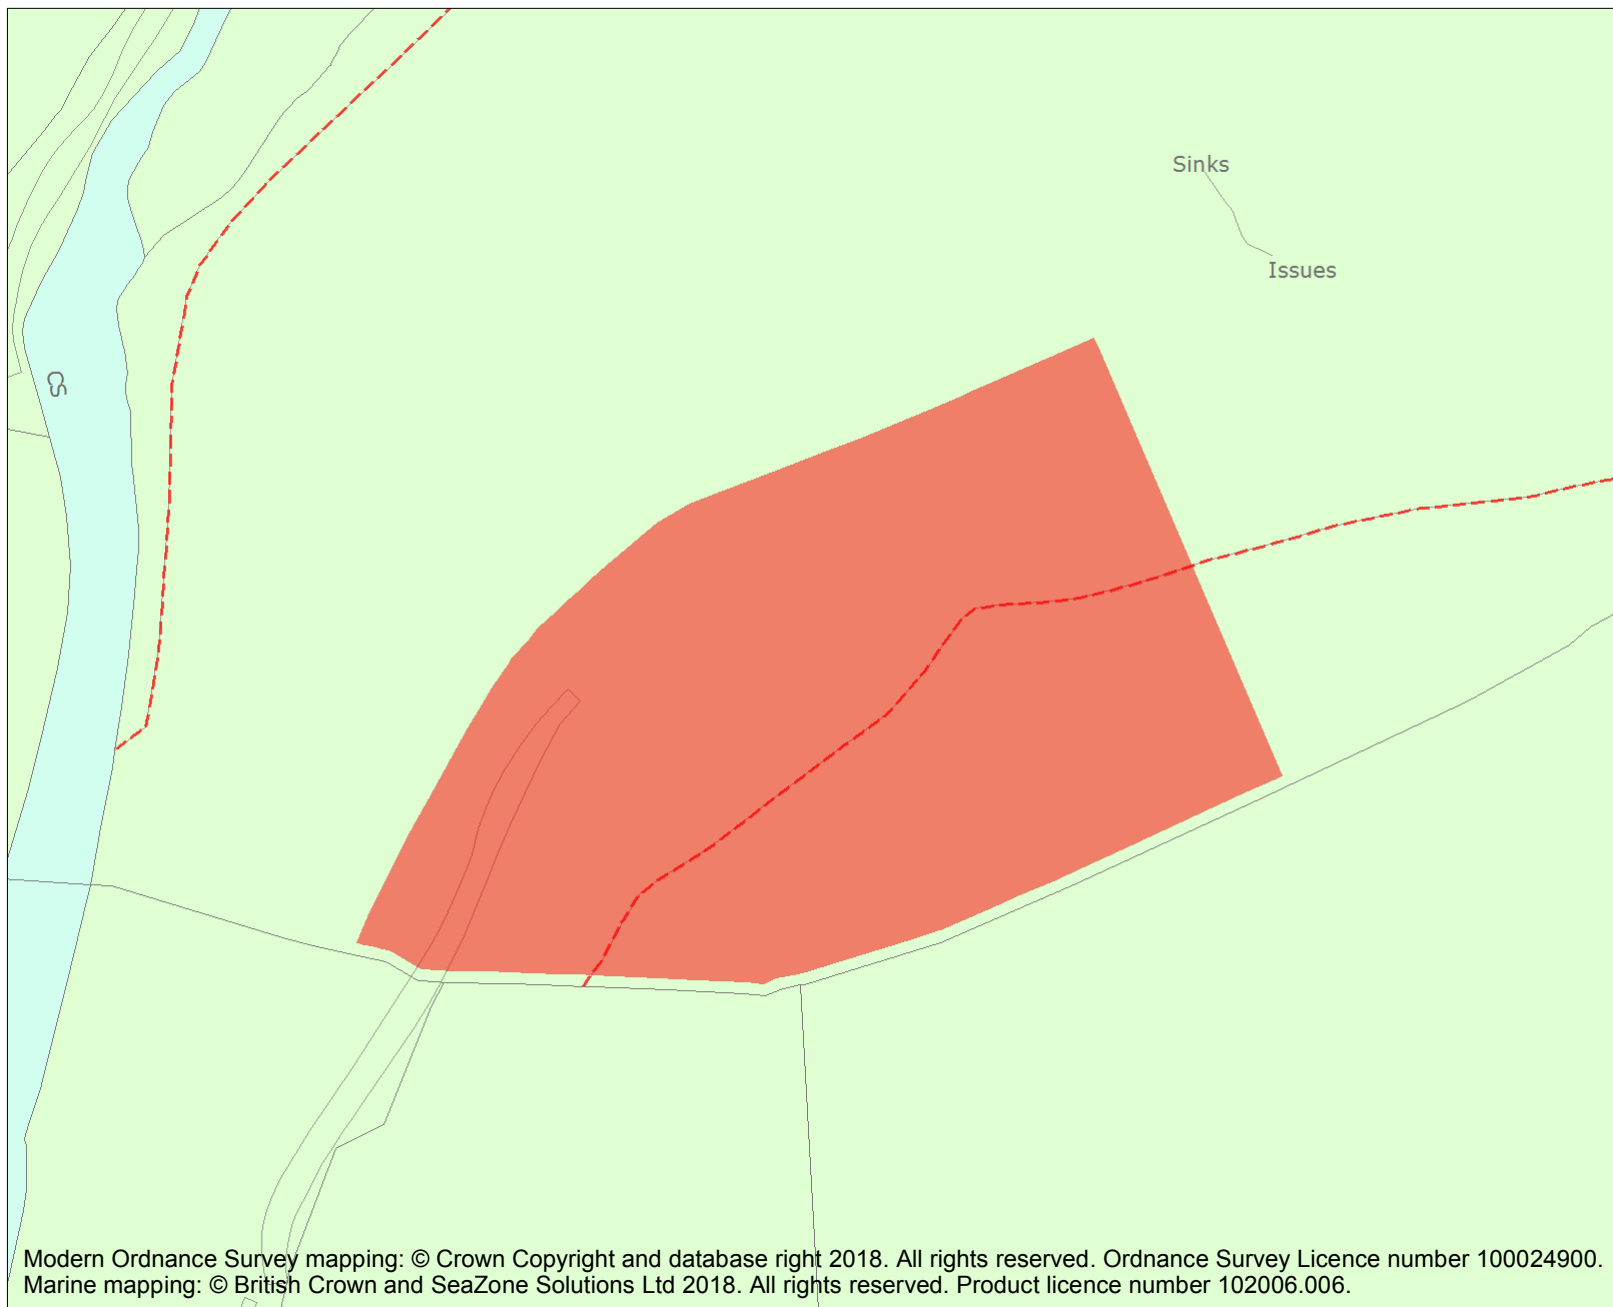 Sinks
Issues
CS
Modern Ordnance Survey mapping: © Crown Copyright and database right 2018. All rights reserved. Ordnance Survey Licence number 100024900.
Marine mapping: © British Crown and SeaZone Solutions Ltd 2018. All rights reserved. Product licence number 102006.006.